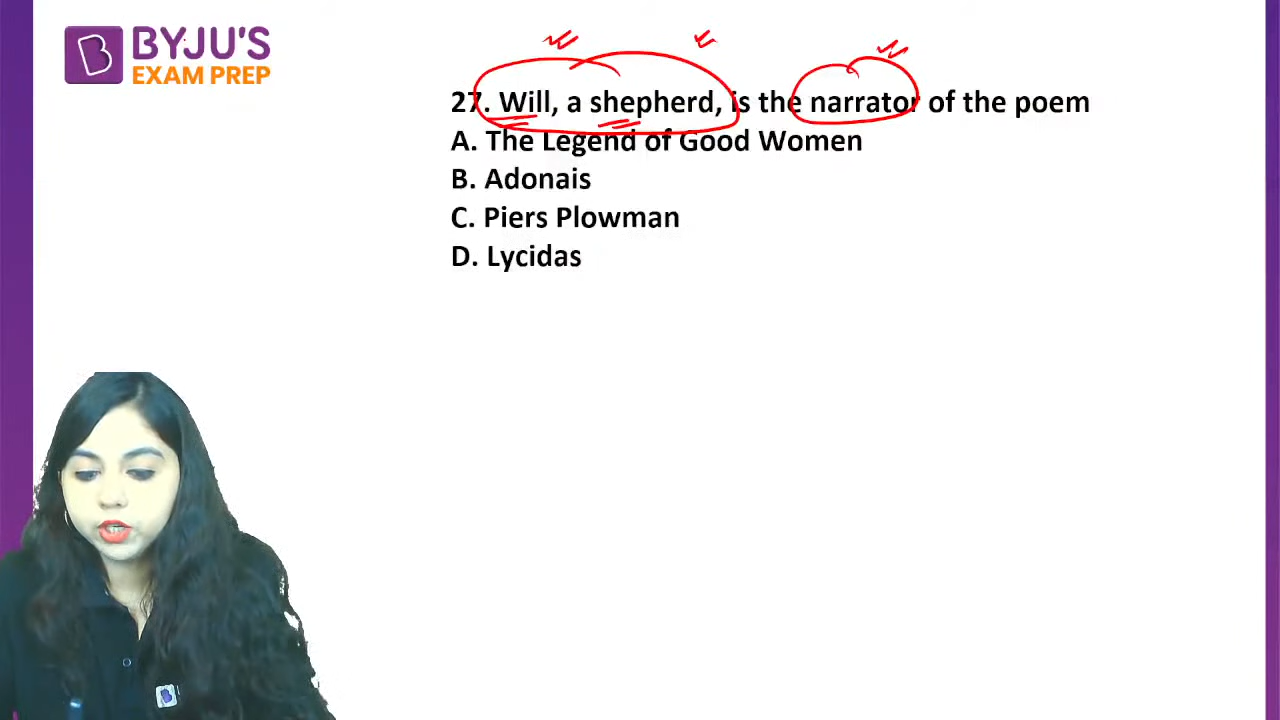 BYJU'S
EXAM PREP
27. Will, a shepherd, is the narrator of the poem
A. The Legend of Good Women
B. Adonais
C. Piers Plowman
D. Lycidas